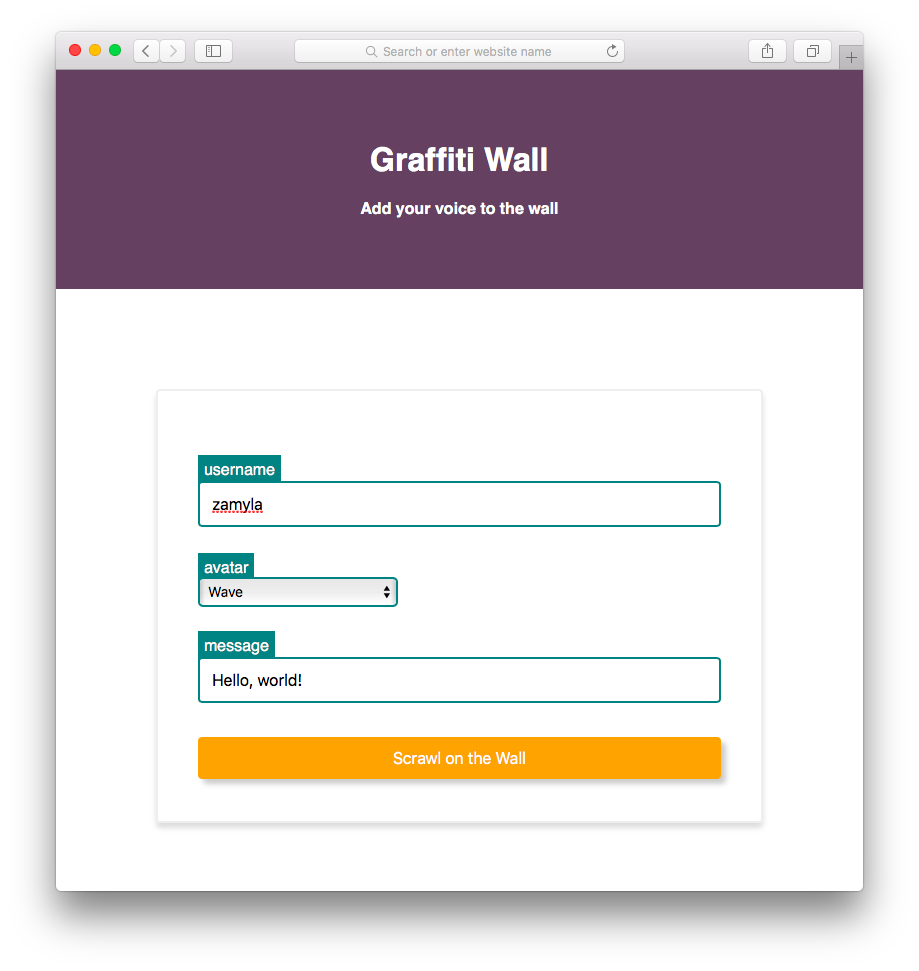 Search or enter website name
Graffiti Wall
Add your voice to the wall
username
zamyla
avatar
Wave
message
Hello, world!
Scrawl on the Wall